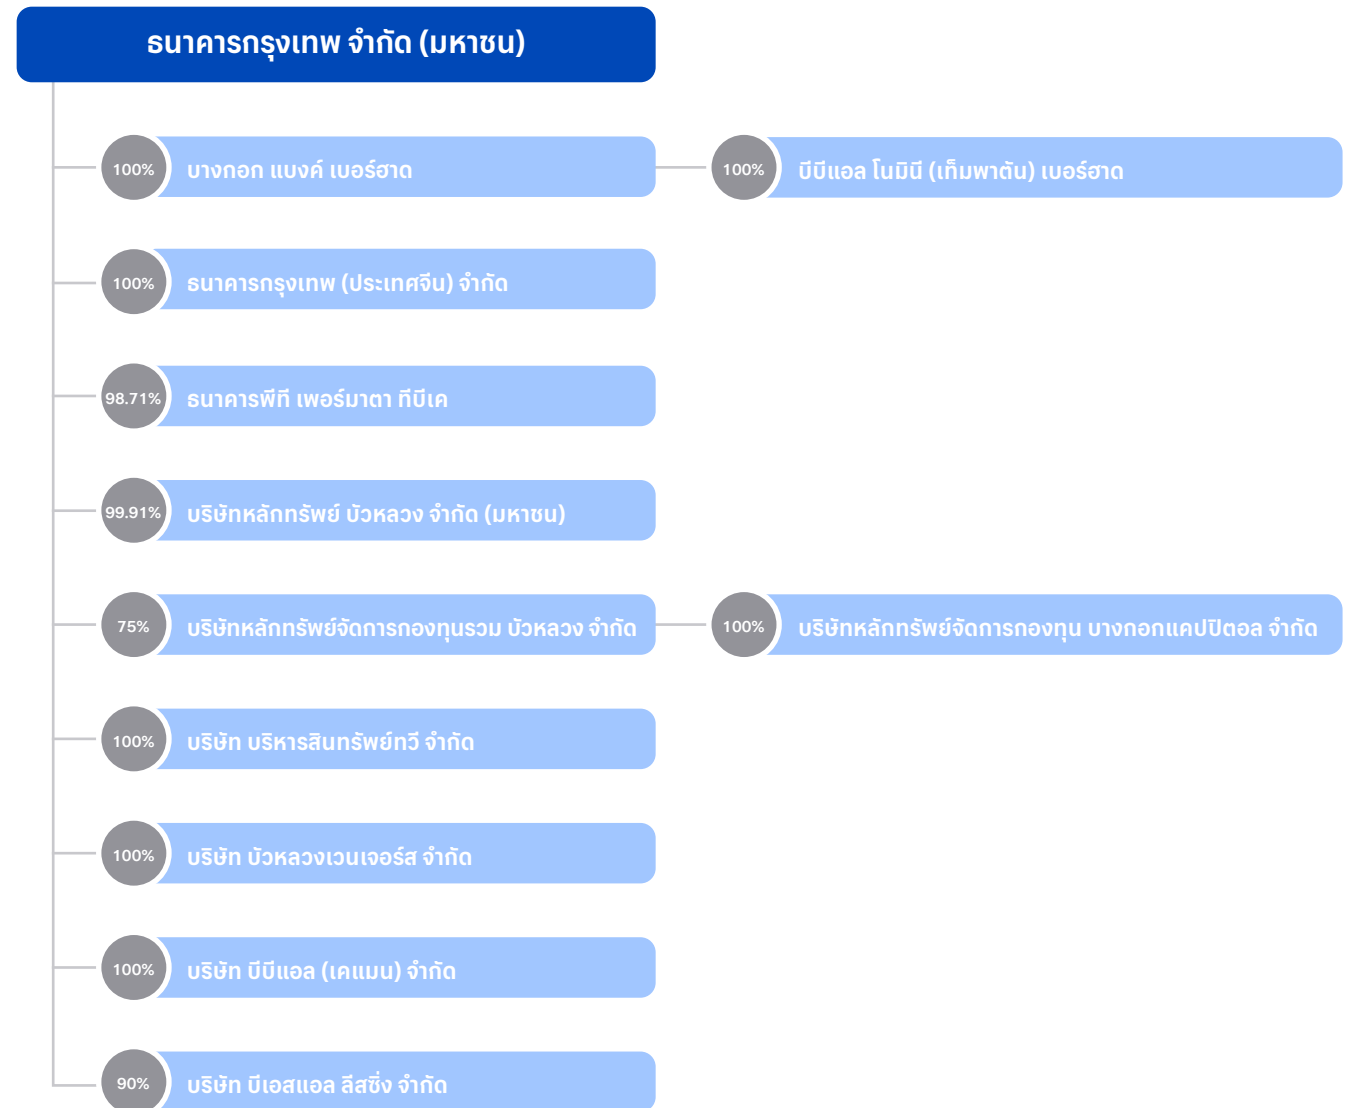 ธนาคารกรุงเทพ จำกัด (มหาชน)
100% บางกอก แบงค์ เบอร์ฮาด
100% บีบีแอล โนมินี (เท็มพาตัน) เบอร์ฮาด
100% ธนาคารกรุงเทพ (ประเทศจีน) จำกัด
98.71% ธนาคารพีที เพอร์มาตา ทีบีเค
99.91% บริษัทหลักทรัพย์ บัวหลวง จำกัด (มหาชน)
75% บริษัทหลักทรัพย์จัดการกองทุนรวม บัวหลวง จำกัด
100% บริษัทหลักทรัพย์จัดการกองทุน บางกอกแคปปิตอล จำกัด
100% บริษัท บริหารสินทรัพย์ทวี จำกัด
100% บริษัท บัวหลวงเวนเจอร์ส จำกัด
100% บริษัท บีบีแอล (เคแมน) จำกัด
90% บริษัท บีเอสแอล ลีสซิ่ง จำกัด